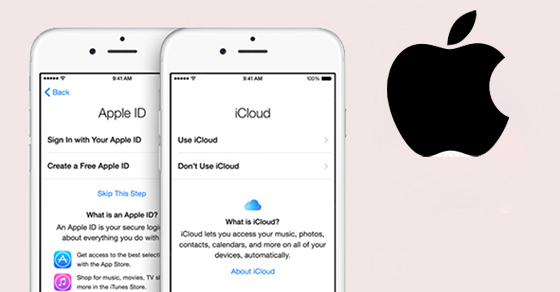 9:41 AM
Back
Apple ID
Sign In with Your Apple ID
Create a Free Apple ID
Skip This Step
What is an Apple ID?
An Apple ID is your secure login
about everything you do with
Get access to the best selec
with the App Store.
Shop for music, movies, TV s
more in the iTunes Store.
9:41 AM
100%
iCloud
Use iCloud
Don't Use iCloud
What is iCloud?
iCloud lets you access your music, photos,
contacts, calendars, and more on all of your
devices, automatically.
About iCloud